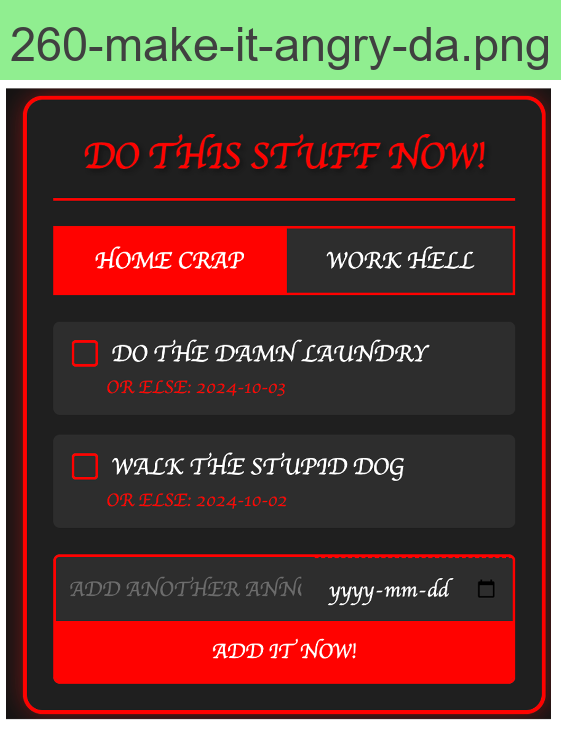 260-make-it-angry-da.png
DO THIS STUFF NOW!
HOME CRAP
WORK HELL
DO THE DAMN LAUNDRY
OR ELSE: 2024-10-03
WALK THE STUPID DOG
OR ELSE: 2024-10-02
ADD ANOTHER ANN
yyyy-mm-dd
ADD IT NOW!